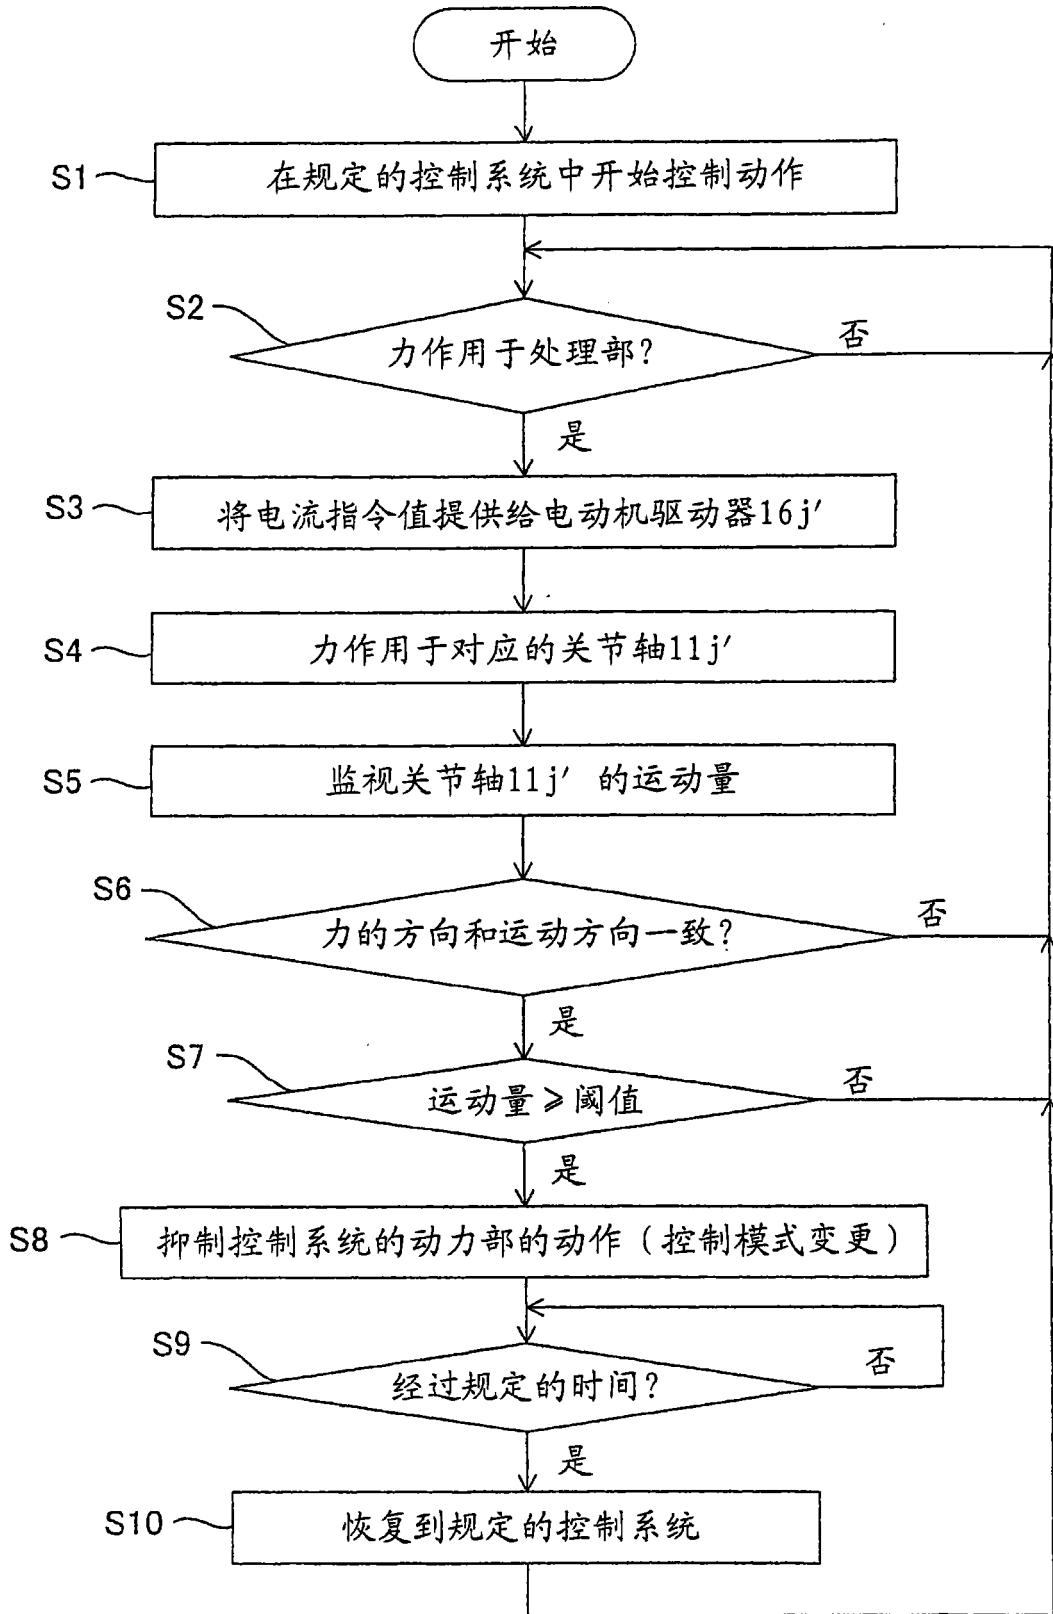 开始
S1
在规定的控制系统中开始控制动作
S2
力作用于处理部?
否
是
S3
将电流指令值提供给电动机驱动器16j′
S4
力作用于对应的关节轴11j′
S5
监视关节轴11j′ 的运动量
S6
力的方向和运动方向一致?
否
是
S7
运动量≥阈值
否
是
S8
抑制控制系统的动力部的动作（控制模式变更）
S9
经过规定的时间?
否
是
S10
恢复到规定的控制系统